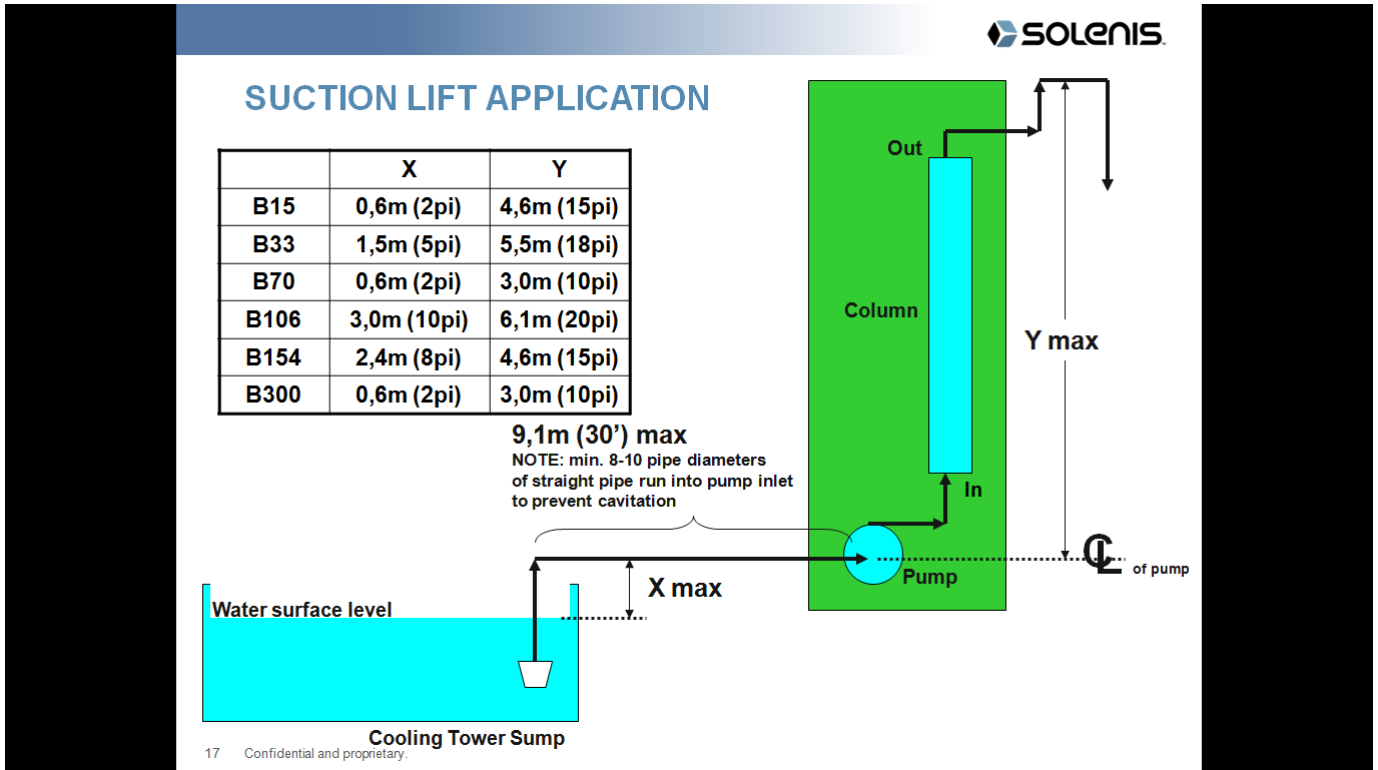 SOLENIS
SUCTION LIFT APPLICATION
X Y
B15 0,6m (2pi) 4,6m (15pi)
B33 1,5m (5pi) 5,5m (18pi)
B70 0,6m (2pi) 3,0m (10pi)
B106 3,0m (10pi) 6,1m (20pi)
B154 2,4m (8pi) 4,6m (15pi)
B300 0,6m (2pi) 3,0m (10pi)
Out
Column
Y max
9,1m (30’) max
NOTE: min. 8-10 pipe diameters
of straight pipe run into pump inlet
to prevent cavitation
In
CL of pump
Pump
X max
Water surface level
Cooling Tower Sump
17 Confidential and proprietary.